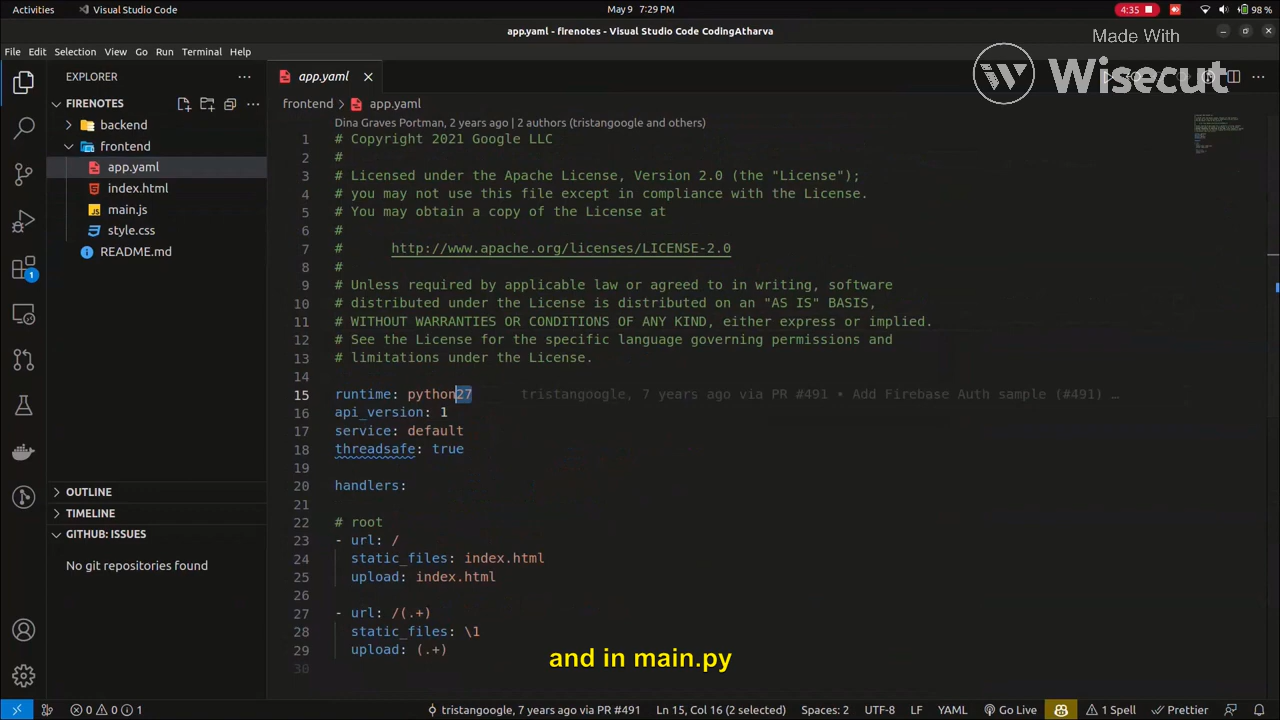 Activities
Visual Studio Code
May 9 7:29 PM
4:35
98 %
app.yaml - firenotes - Visual Studio Code CodingAtharva
Made With
Wisecut
File Edit Selection View Go Run Terminal Help
EXPLORER
FIRENOTES
backend
frontend
app.yaml
index.html
main.js
style.css
README.md
OUTLINE
TIMELINE
GITHUB: ISSUES
No git repositories found
1
app.yaml
frontend > app.yaml
Dina Graves Portman, 2 years ago | 2 authors (tristangoogle and others)
1 # Copyright 2021 Google LLC
2 #
3 # Licensed under the Apache License, Version 2.0 (the "License");
4 # you may not use this file except in compliance with the License.
5 # You may obtain a copy of the License at
6 #
7 # http://www.apache.org/licenses/LICENSE-2.0
8 #
9 # Unless required by applicable law or agreed to in writing, software
10 # distributed under the License is distributed on an "AS IS" BASIS,
11 # WITHOUT WARRANTIES OR CONDITIONS OF ANY KIND, either express or implied.
12 # See the License for the specific language governing permissions and
13 # limitations under the License.
14
15 runtime: python27 tristangoogle, 7 years ago via PR #491 • Add Firebase Auth sample (#491) …
16 api_version: 1
17 service: default
18 threadsafe: true
19
20 handlers:
21
22 # root
23 - url: /
24 static_files: index.html
25 upload: index.html
26
27 - url: /(.+)
28 static_files: \1
29 upload: (.+)
30
and in main.py
0 0 1
tristangoogle, 7 years ago via PR #491 Ln 15, Col 16 (2 selected) Spaces: 2 UTF-8 LF YAML Go Live 1 Spell Prettier